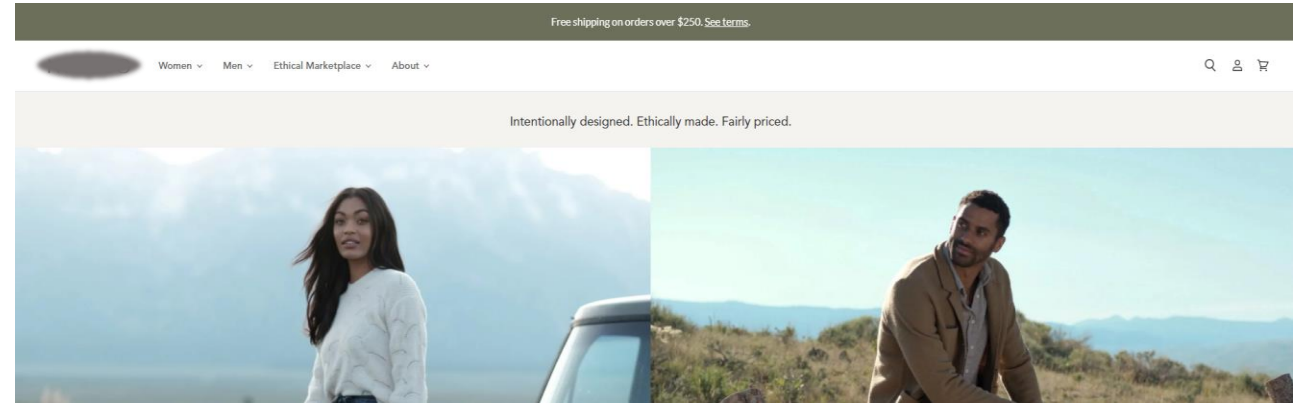 Free shipping on orders over $250. See terms.
Women Men Ethical Marketplace About
Intentionally designed. Ethically made. Fairly priced.